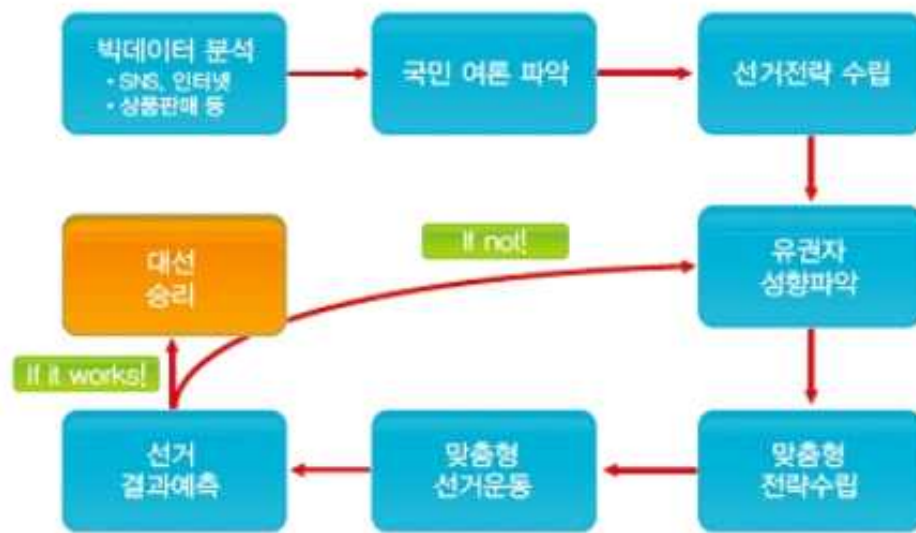 빅데이터 분석
• SNS, 인터넷
• 상품판매 등
국민 여론 파악
선거전략 수립
If not!
유권자
성향파악
대선
승리
If it works!
선거
결과예측
맞춤형
선거운동
맞춤형
전략수립